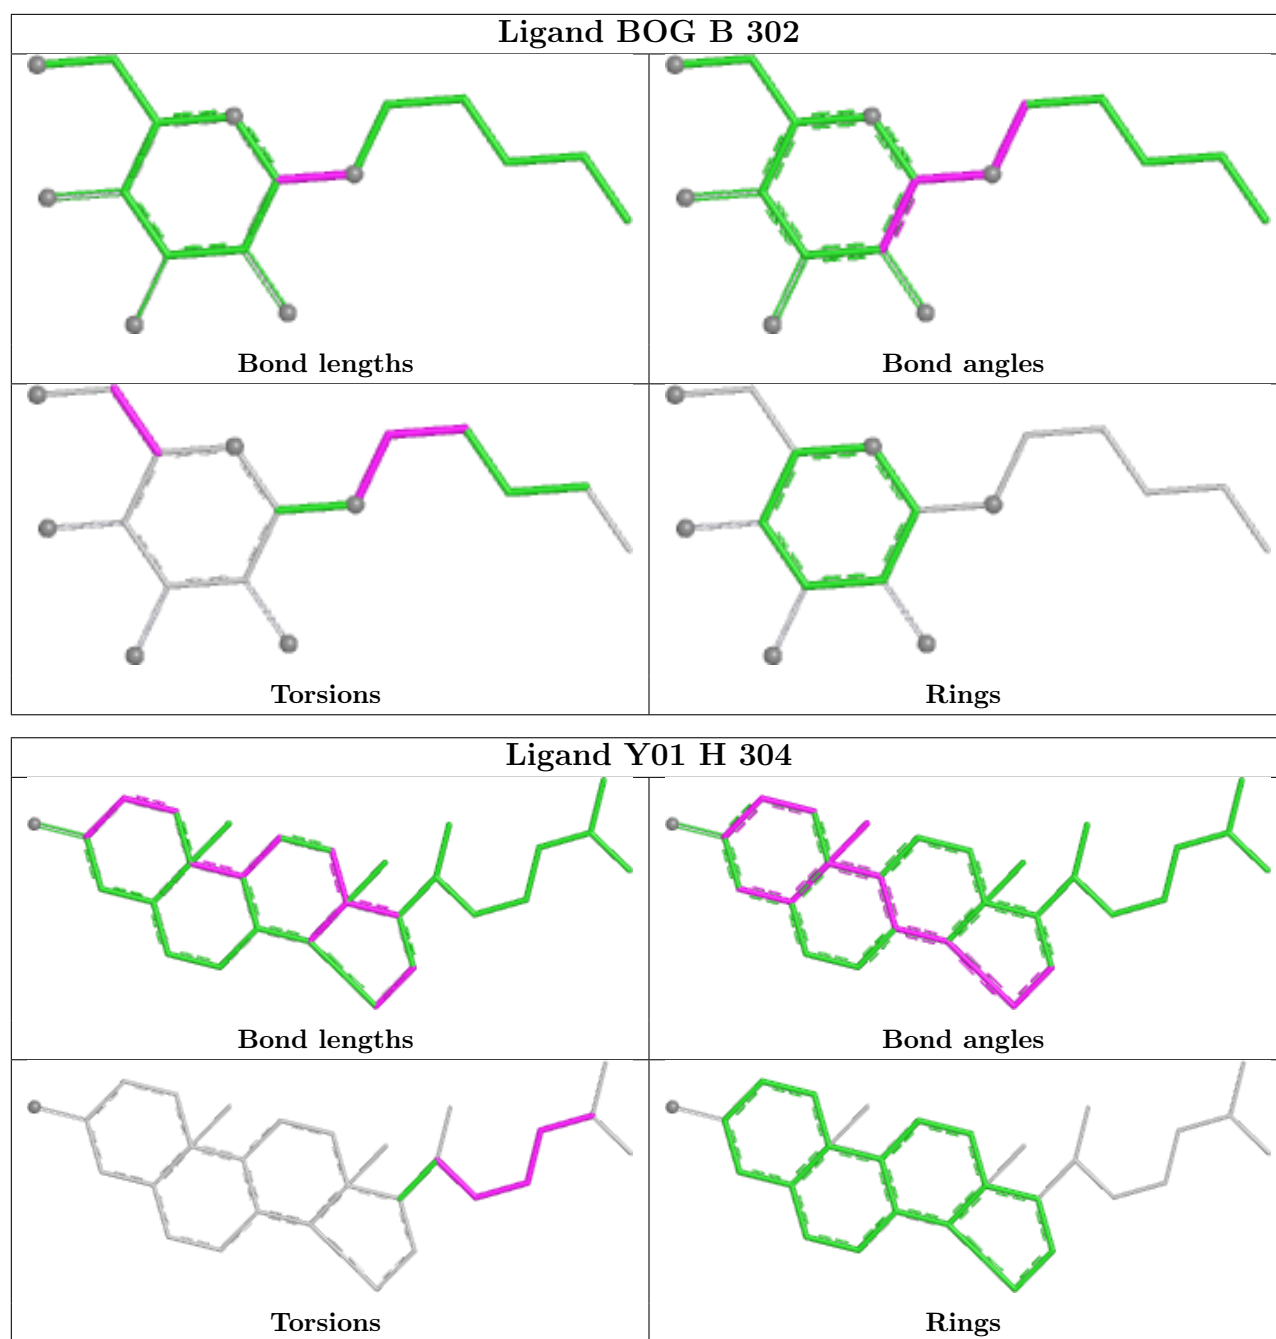 Ligand BOG B 302
Bond lengths
Bond angles
Torsions
Rings
Ligand Y01 H 304
Bond lengths
Bond angles
Torsions
Rings